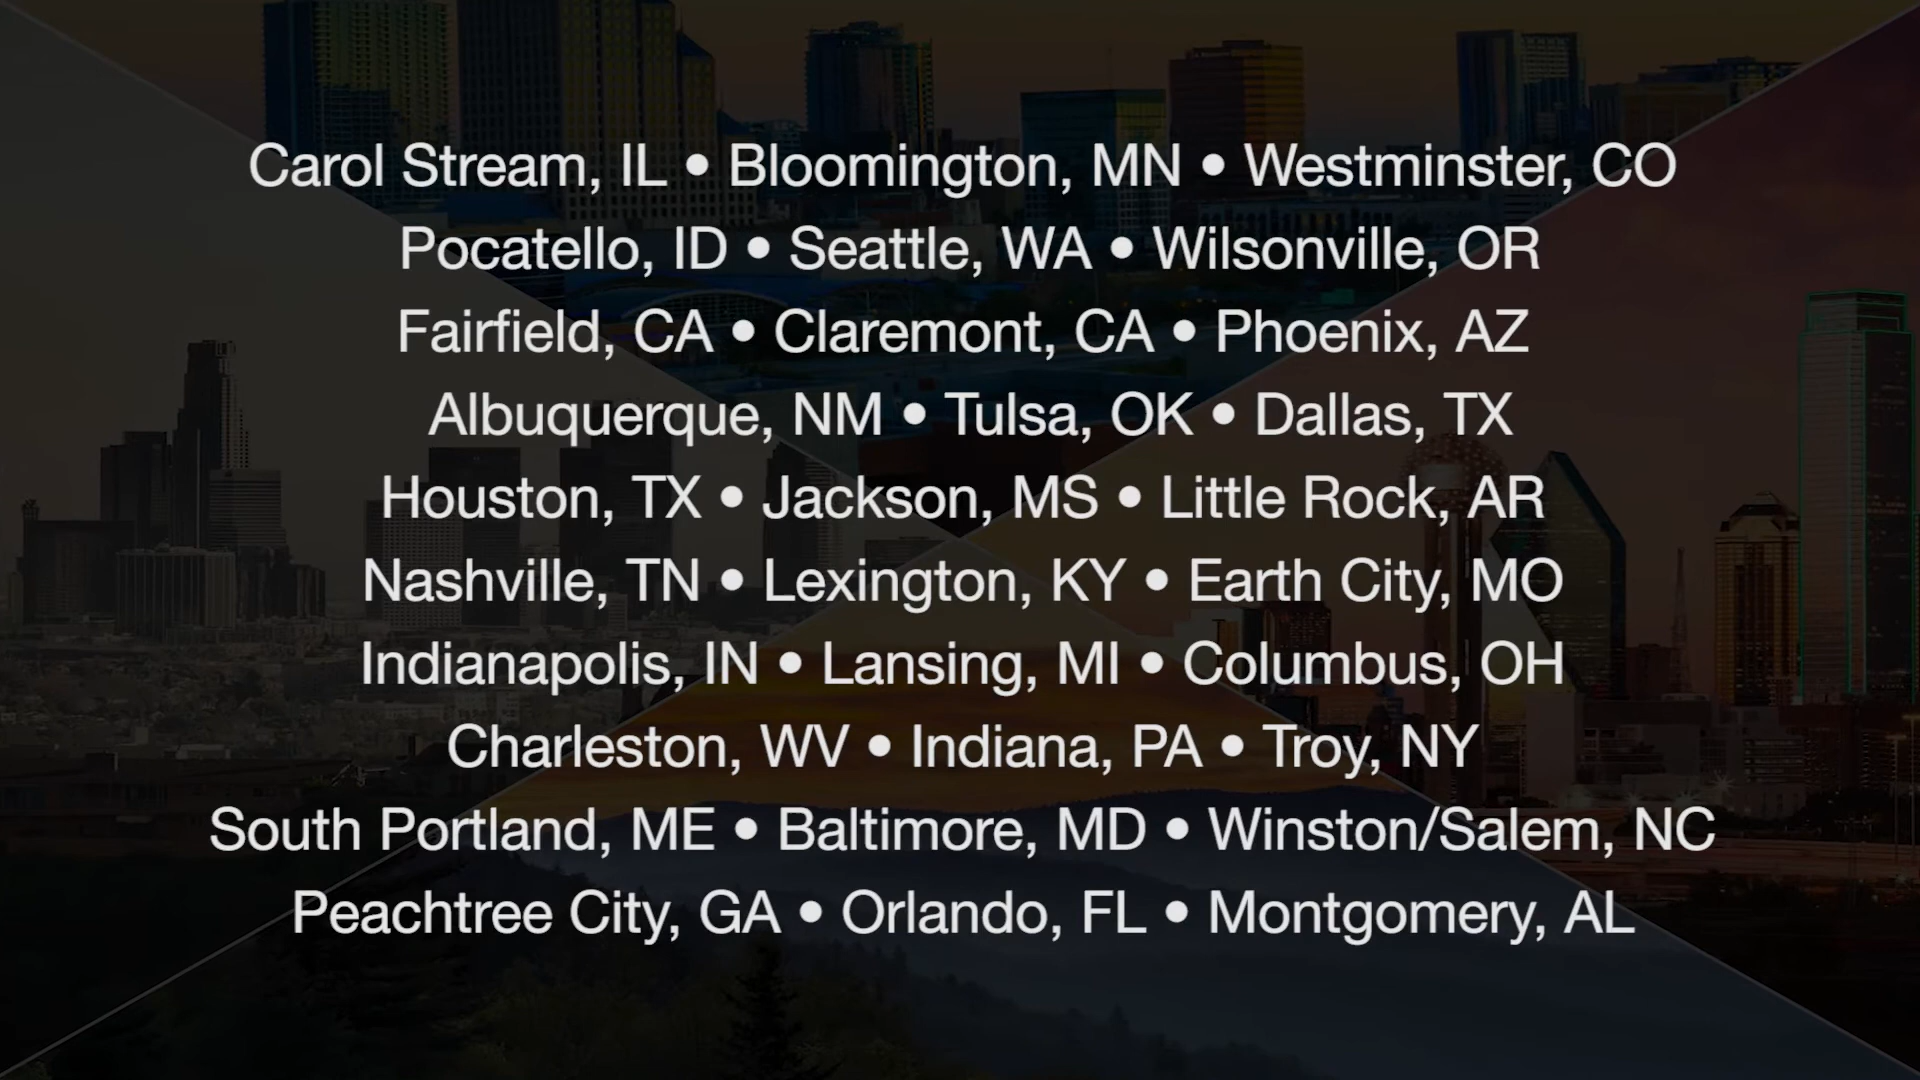 Carol Stream, IL • Bloomington, MN • Westminster, CO
Pocatello, ID • Seattle, WA • Wilsonville, OR
Fairfield, CA • Claremont, CA • Phoenix, AZ
Albuquerque, NM • Tulsa, OK • Dallas, TX
Houston, TX • Jackson, MS • Little Rock, AR
Nashville, TN • Lexington, KY • Earth City, MO
Indianapolis, IN • Lansing, MI • Columbus, OH
Charleston, WV • Indiana, PA • Troy, NY
South Portland, ME • Baltimore, MD • Winston/Salem, NC
Peachtree City, GA • Orlando, FL • Montgomery, AL